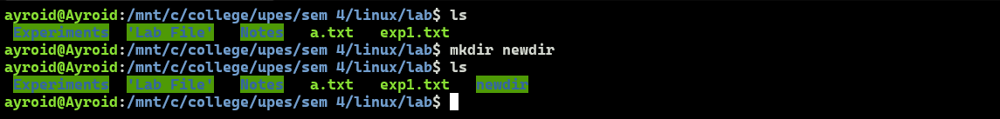 ayroid@Ayroid:/mnt/c/college/upes/sem 4/linux/lab$ ls
Experiments 'Lab File' Notes a.txt exp1.txt
ayroid@Ayroid:/mnt/c/college/upes/sem 4/linux/lab$ mkdir newdir
ayroid@Ayroid:/mnt/c/college/upes/sem 4/linux/lab$ ls
Experiments 'Lab File' Notes a.txt exp1.txt newdir
ayroid@Ayroid:/mnt/c/college/upes/sem 4/linux/lab$